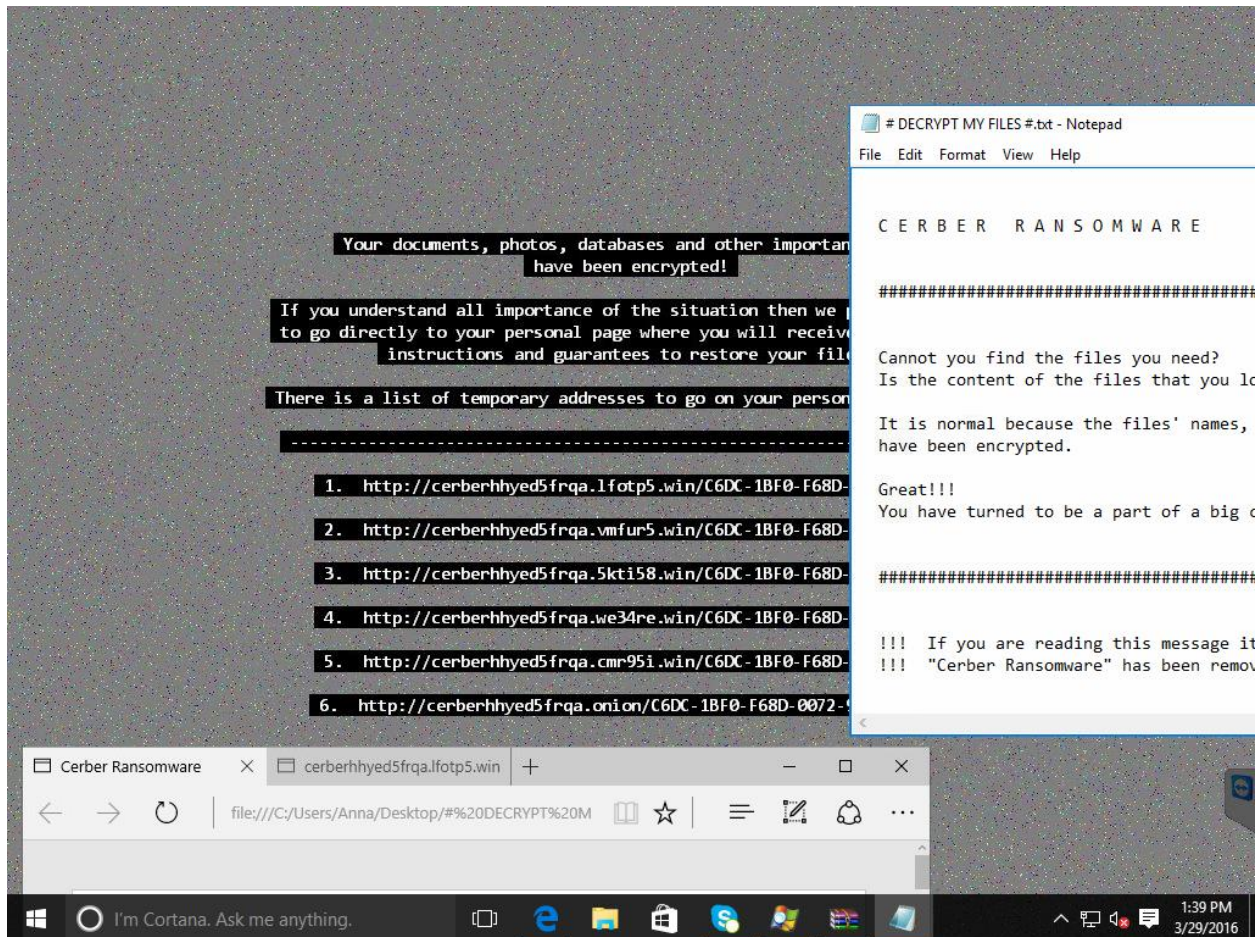 Your documents, photos, databases and other importan
have been encrypted!
If you understand all importance of the situation then we
to go directly to your personal page where you will receiv
instructions and guarantees to restore your fil
There is a list of temporary addresses to go on your person
---------------------------------------------------------
1. http://cerberhhyed5frqa.lfotp5.win/C6DC-1BF0-F68D-
2. http://cerberhhyed5frqa.vmfur5.win/C6DC-1BF0-F68D-
3. http://cerberhhyed5frqa.5kti58.win/C6DC-1BF0-F68D-
4. http://cerberhhyed5frqa.we34re.win/C6DC-1BF0-F68D-
5. http://cerberhhyed5frqa.cmr95i.win/C6DC-1BF0-F68D-
6. http://cerberhhyed5frqa.onion/C6DC-1BF0-F68D-0072-
# DECRYPT MY FILES #.txt - Notepad
File Edit Format View Help
C E R B E R   R A N S O M W A R E
#######################################
Cannot you find the files you need?
Is the content of the files that you lo
It is normal because the files' names,
have been encrypted.
Great!!!
You have turned to be a part of a big
#######################################
!!! If you are reading this message it
!!! "Cerber Ransomware" has been remov
Cerber Ransomware
cerberhhyed5frqa.lfotp5.win
file:///C:/Users/Anna/Desktop/#%20DECRYPT%20M
I'm Cortana. Ask me anything.
1:39 PM
3/29/2016